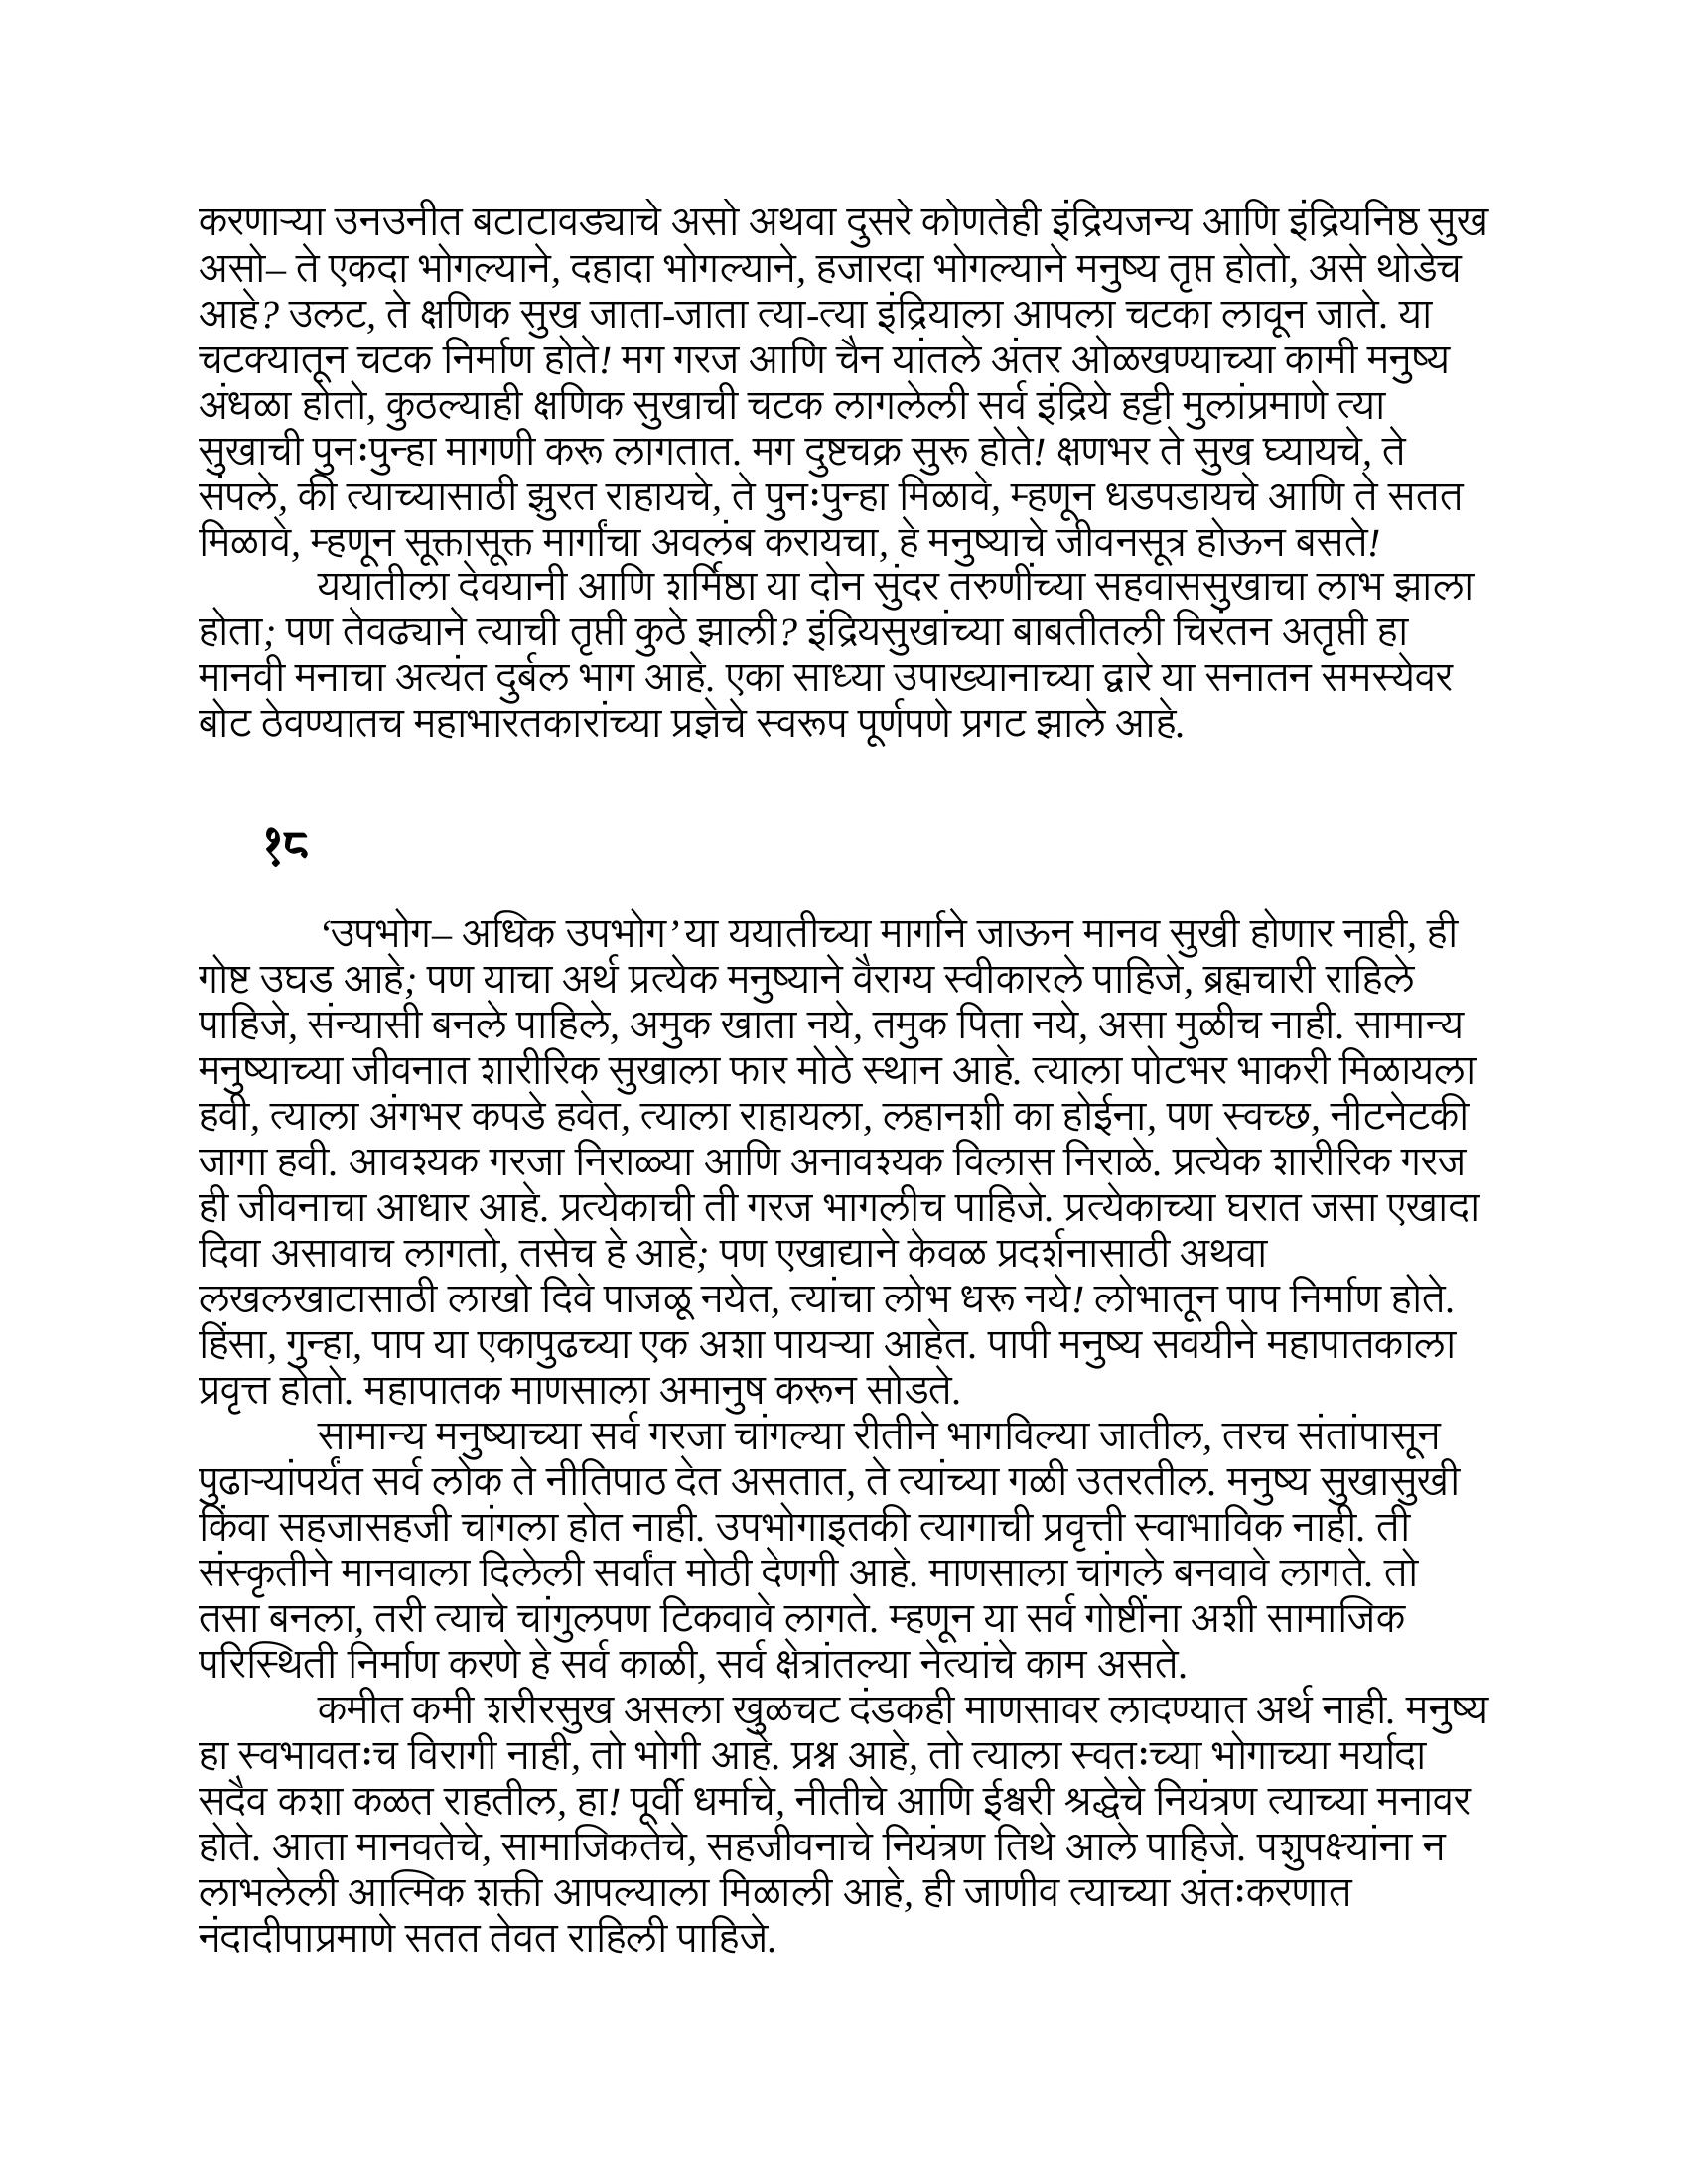 करणाऱ्या उनउनीत बटाटावड्याचे असो अथवा दुसरे कोणतेही इंद्रियजन्य आणि इंद्रियनिष्ठ सुख
असो– ते एकदा भोगल्याने, दहादा भोगल्याने, हजारदा भोगल्याने मनुष्य तृप्त होतो, असे थोडेच
आहे? उलट, ते क्षणिक सुख जाता-जाता त्या-त्या इंद्रियाला आपला चटका लावून जाते. या
चटक्यातून चटक निर्माण होते! मग गरज आणि चैन यांतले अंतर ओळखण्याच्या कामी मनुष्य
अंधळा होतो, कुठल्याही क्षणिक सुखाची चटक लागलेली सर्व इंद्रिये हट्टी मुलांप्रमाणे त्या
सुखाची पुनःपुन्हा मागणी करू लागतात. मग दुष्टचक्र सुरू होते! क्षणभर ते सुख घ्यायचे, ते
संपले, की त्याच्यासाठी झुरत राहायचे, ते पुनःपुन्हा मिळावे, म्हणून धडपडायचे आणि ते सतत
मिळावे, म्हणून सूक्तासूक्त मार्गांचा अवलंब करायचा, हे मनुष्याचे जीवनसूत्र होऊन बसते!
ययातीला देवयानी आणि शर्मिष्ठा या दोन सुंदर तरुणींच्या सहवाससुखाचा लाभ झाला
होता; पण तेवढ्याने त्याची तृप्ती कुठे झाली? इंद्रियसुखांच्या बाबतीतली चिरंतन अतृप्ती हा
मानवी मनाचा अत्यंत दुर्बल भाग आहे. एका साध्या उपाख्यानाच्या द्वारे या सनातन समस्येवर
बोट ठेवण्यातच महाभारतकारांच्या प्रज्ञेचे स्वरूप पूर्णपणे प्रगट झाले आहे.
१८
‘उपभोग– अधिक उपभोग’या ययातीच्या मार्गाने जाऊन मानव सुखी होणार नाही, ही
गोष्ट उघड आहे; पण याचा अर्थ प्रत्येक मनुष्याने वैराग्य स्वीकारले पाहिजे, ब्रह्मचारी राहिले
पाहिजे, संन्यासी बनले पाहिले, अमुक खाता नये, तमुक पिता नये, असा मुळीच नाही. सामान्य
मनुष्याच्या जीवनात शारीरिक सुखाला फार मोठे स्थान आहे. त्याला पोटभर भाकरी मिळायला
हवी, त्याला अंगभर कपडे हवेत, त्याला राहायला, लहानशी का होईना, पण स्वच्छ, नीटनेटकी
जागा हवी. आवश्यक गरजा निराळ्या आणि अनावश्यक विलास निराळे. प्रत्येक शारीरिक गरज
ही जीवनाचा आधार आहे. प्रत्येकाची ती गरज भागलीच पाहिजे. प्रत्येकाच्या घरात जसा एखादा
दिवा असावाच लागतो, तसेच हे आहे; पण एखाद्याने केवळ प्रदर्शनासाठी अथवा
लखलखाटासाठी लाखो दिवे पाजळू नयेत, त्यांचा लोभ धरू नये! लोभातून पाप निर्माण होते.
हिंसा, गुन्हा, पाप या एकापुढच्या एक अशा पायऱ्या आहेत. पापी मनुष्य सवयीने महापातकाला
प्रवृत्त होतो. महापातक माणसाला अमानुष करून सोडते.
सामान्य मनुष्याच्या सर्व गरजा चांगल्या रीतीने भागविल्या जातील, तरच संतांपासून
पुढाऱ्यांपर्यंत सर्व लोक ते नीतिपाठ देत असतात, ते त्यांच्या गळी उतरतील. मनुष्य सुखासुखी
किंवा सहजासहजी चांगला होत नाही. उपभोगाइतकी त्यागाची प्रवृत्ती स्वाभाविक नाही. ती
संस्कृतीने मानवाला दिलेली सर्वांत मोठी देणगी आहे. माणसाला चांगले बनवावे लागते. तो
तसा बनला, तरी त्याचे चांगुलपण टिकवावे लागते. म्हणून या सर्व गोष्टींना अशी सामाजिक
परिस्थिती निर्माण करणे हे सर्व काळी, सर्व क्षेत्रांतल्या नेत्यांचे काम असते.
कमीत कमी शरीरसुख असला खुळचट दंडकही माणसावर लादण्यात अर्थ नाही. मनुष्य
हा स्वभावतःच विरागी नाही, तो भोगी आहे. प्रश्न आहे, तो त्याला स्वतःच्या भोगाच्या मर्यादा
सदैव कशा कळत राहतील, हा! पूर्वी धर्माचे, नीतीचे आणि ईश्वरी श्रद्धेचे नियंत्रण त्याच्या मनावर
होते. आता मानवतेचे, सामाजिकतेचे, सहजीवनाचे नियंत्रण तिथे आले पाहिजे. पशुपक्ष्यांना न
लाभलेली आत्मिक शक्ती आपल्याला मिळाली आहे, ही जाणीव त्याच्या अंतःकरणात
नंदादीपाप्रमाणे सतत तेवत राहिली पाहिजे.